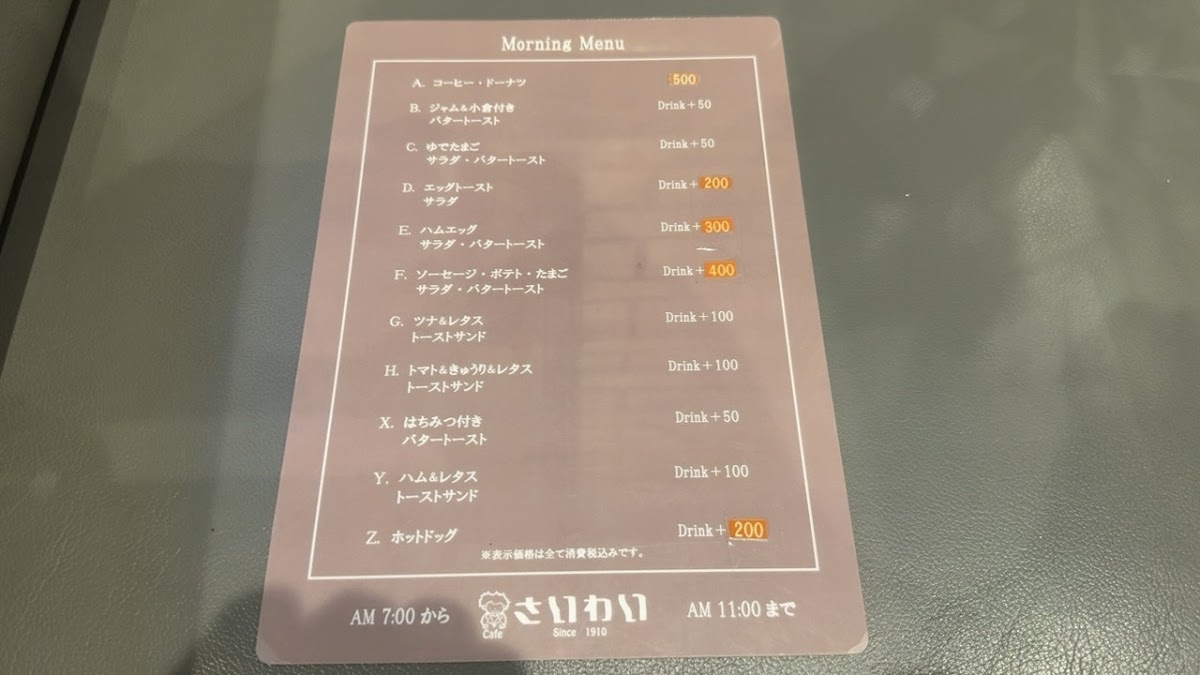 Morning Menu
A. コーヒー・ドーナツ 500
B. ジャム&小倉付き Drink+50
バタートースト
C. ゆでたまご Drink+50
サラダ・バタートースト
D. エッグトースト Drink+200
サラダ
E. ハムエッグ Drink+300
サラダ・バタートースト
F. ソーセージ・ポテト・たまご Drink+400
サラダ・バタートースト
G. ツナ&レタス Drink+100
トーストサンド
H. トマト&きゅうり&レタス Drink+100
トーストサンド
X. はちみつ付き Drink+50
バタートースト
Y. ハム&レタス Drink+100
トーストサンド
Z. ホットドッグ Drink+200
※表示価格は全て消費税込みです。
AM 7:00 から Cafe さいわい AM 11:00 まで
Since 1910